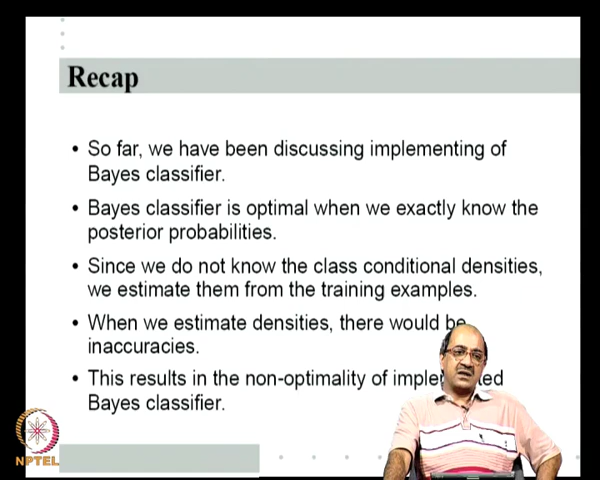 Recap
• So far, we have been discussing implementing of
Bayes classifier.
• Bayes classifier is optimal when we exactly know the
posterior probabilities.
• Since we do not know the class conditional densities,
we estimate them from the training examples.
• When we estimate densities, there would be
inaccuracies.
• This results in the non-optimality of implemented
Bayes classifier.
NPTEL